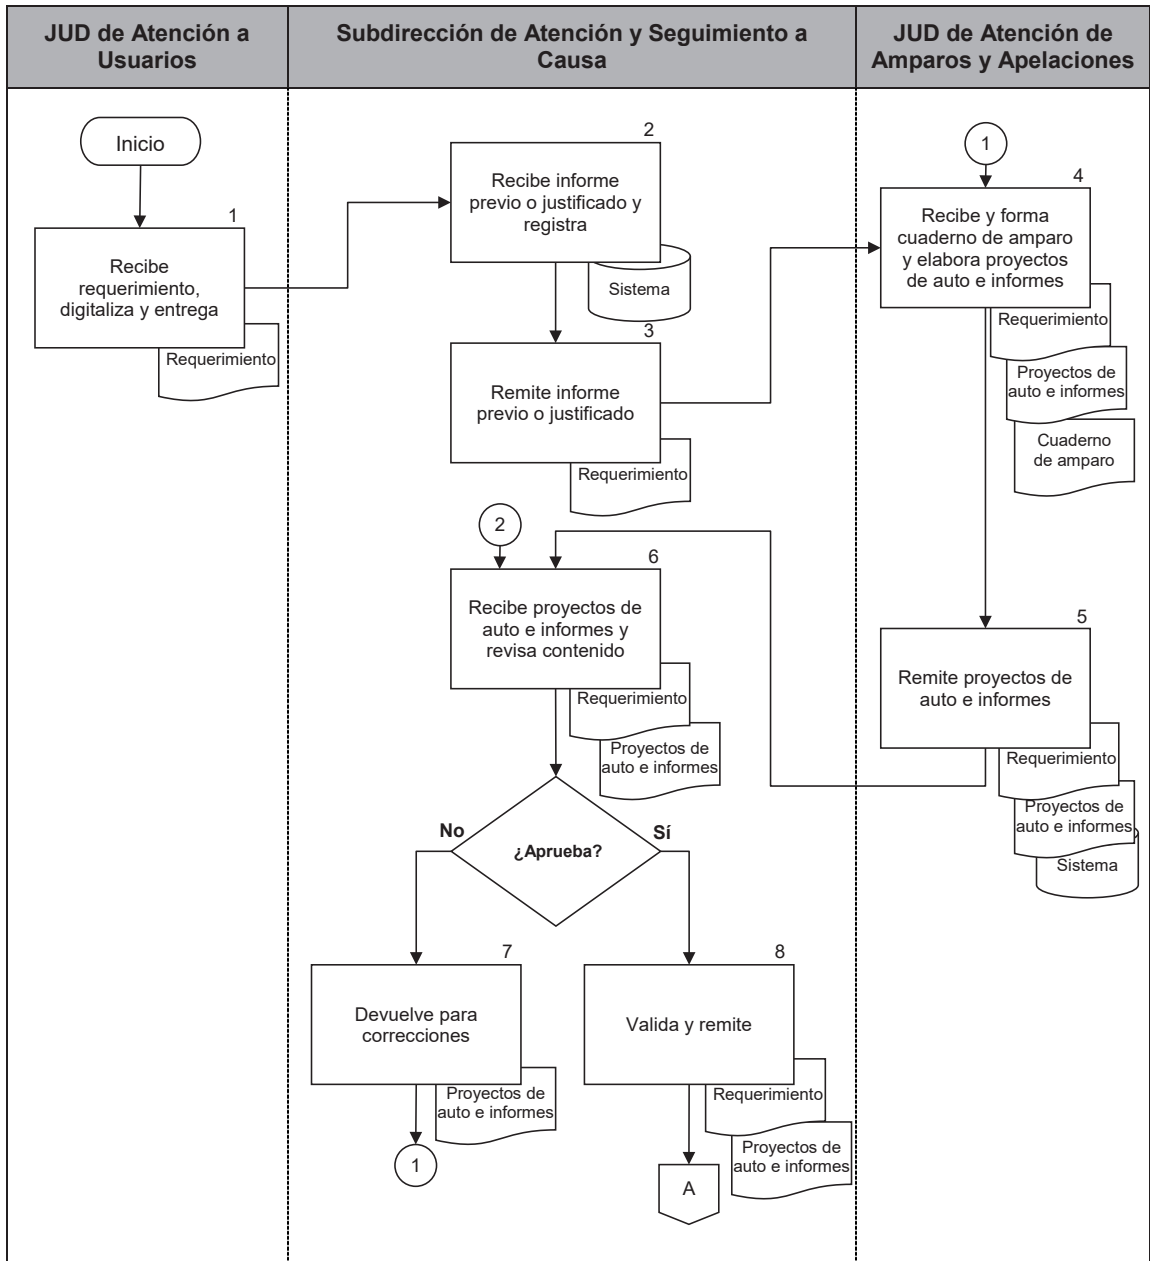 JUD de Atención a
Usuarios
Subdirección de Atención y Seguimiento a
Causa
JUD de Atención de
Amparos y Apelaciones
Inicio
1
Recibe
requerimiento,
digitaliza y entrega
Requerimiento
2
Recibe informe
previo o justificado y
registra
Sistema
3
Remite informe
previo o justificado
Requerimiento
1
4
Recibe y forma
cuaderno de amparo
y elabora proyectos
de auto e informes
Requerimiento
Proyectos de
auto e informes
Cuaderno
de amparo
5
Remite proyectos de
auto e informes
Requerimiento
Proyectos de
auto e informes
Sistema
2
6
Recibe proyectos de
auto e informes y
revisa contenido
Requerimiento
Proyectos de
auto e informes
¿Aprueba?
No
Sí
7
Devuelve para
correcciones
Proyectos de
auto e informes
1
8
Valida y remite
Requerimiento
Proyectos de
auto e informes
A